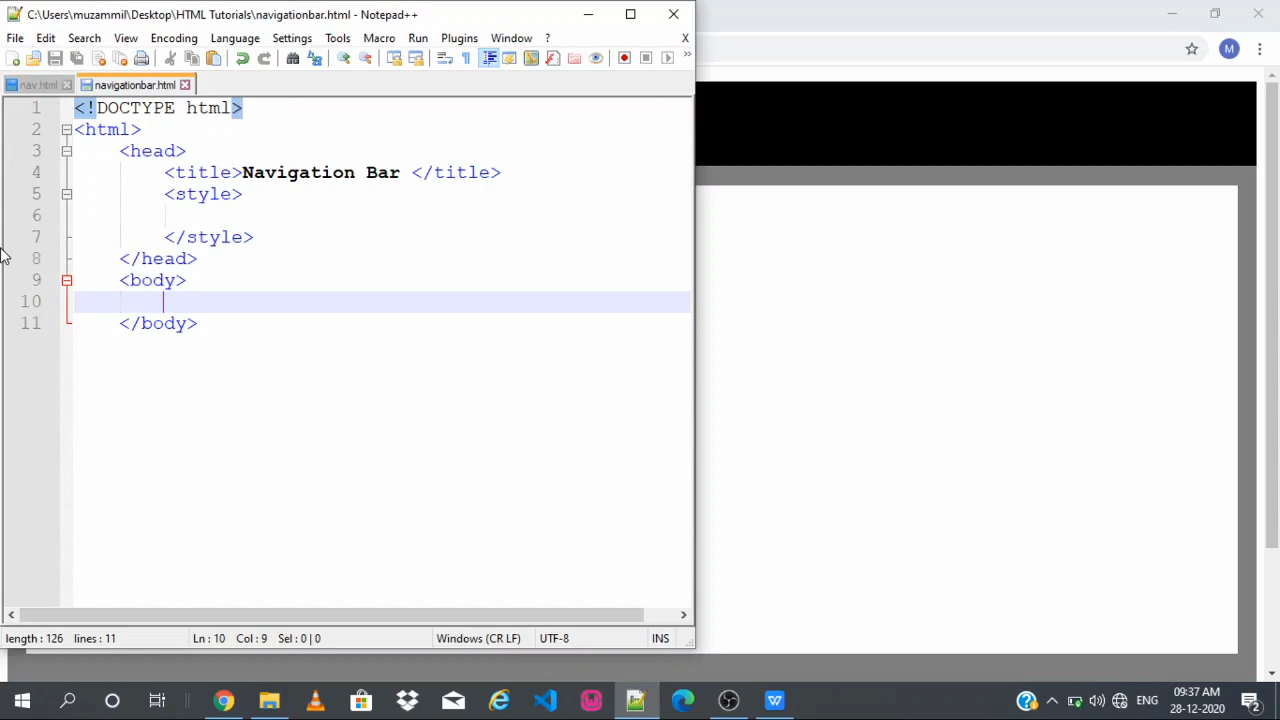 C:\Users\muzammil\Desktop\HTML Tutorials\navigationbar.html - Notepad++
File Edit Search View Encoding Language Settings Tools Macro Run Plugins Window ? X
nav.html navigationbar.html
1 <!DOCTYPE html>
2 <html>
3 <head>
4 <title>Navigation Bar </title>
5 <style>
6
7 </style>
8 </head>
9 <body>
10
11 </body>
length : 126 lines : 11 Ln : 10 Col : 9 Sel : 0 | 0 Windows (CR LF) UTF-8 INS
M
ENG
09:37 AM
28-12-2020
2